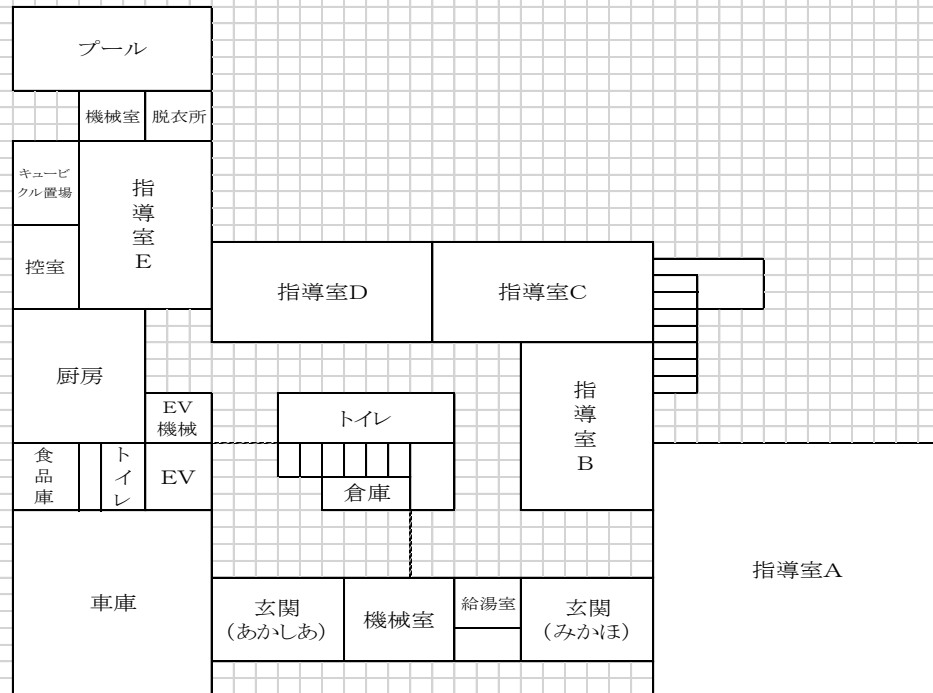 プール
機械室
脱衣所
キュービ
クル置場
指
導
室
E
控室
指導室D
指導室C
厨房
EV
機械
トイレ
指
導
室
B
食
品
庫
ト
イ
レ
EV
倉庫
指導室A
車庫
玄関
(あかしあ)
機械室
給湯室
玄関
(みかほ)